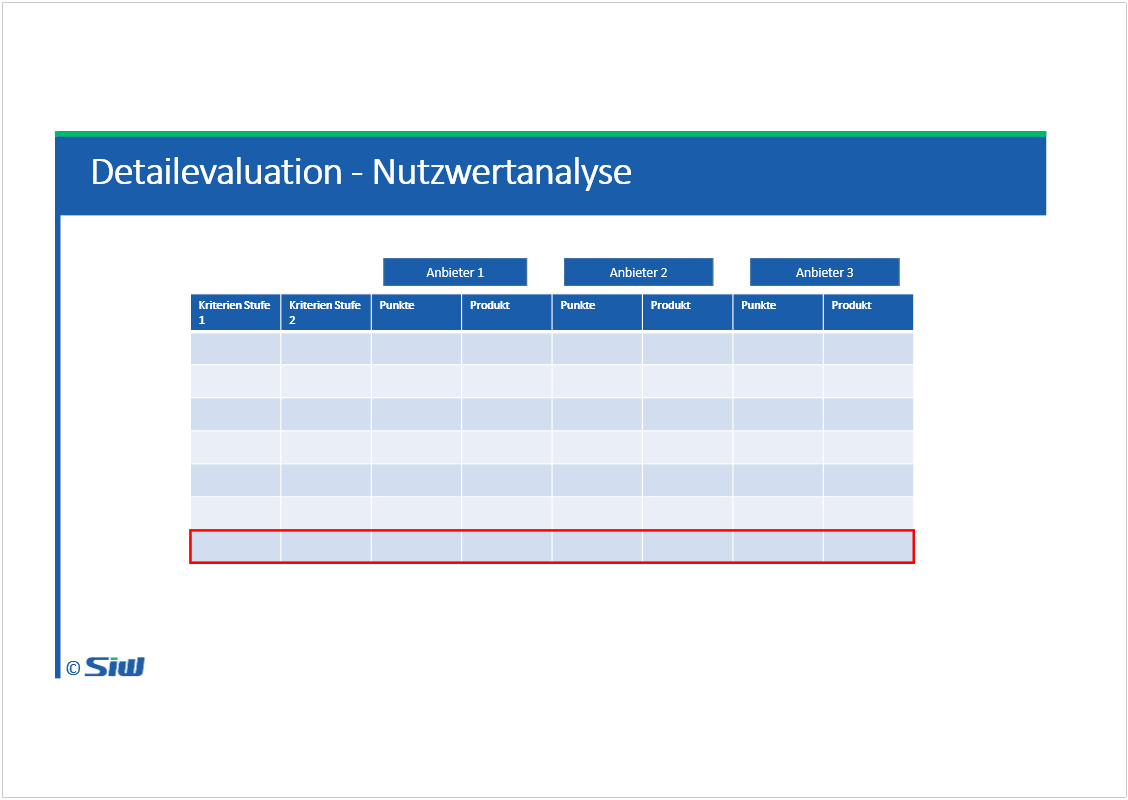 Detailevaluation - Nutzwertanalyse
Anbieter 1
Anbieter 2
Anbieter 3
Kriterien Stufe
1
Kriterien Stufe
2
Punkte
Produkt
Punkte
Produkt
Punkte
Produkt
© SIW